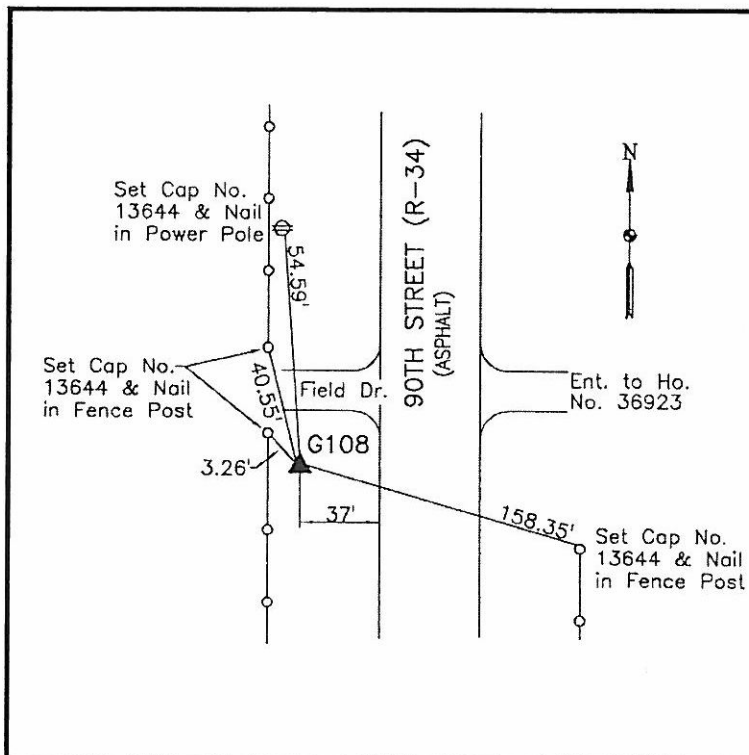 N
Set Cap No.
13644 & Nail
in Power Pole
54.59'
90TH STREET (R-34)
(ASPHALT)
Set Cap No.
13644 & Nail
in Fence Post
40.55'
Field Dr.
Ent. to Ho.
No. 36923
G108
3.26'
37'
158.35'
Set Cap No.
13644 & Nail
in Fence Post